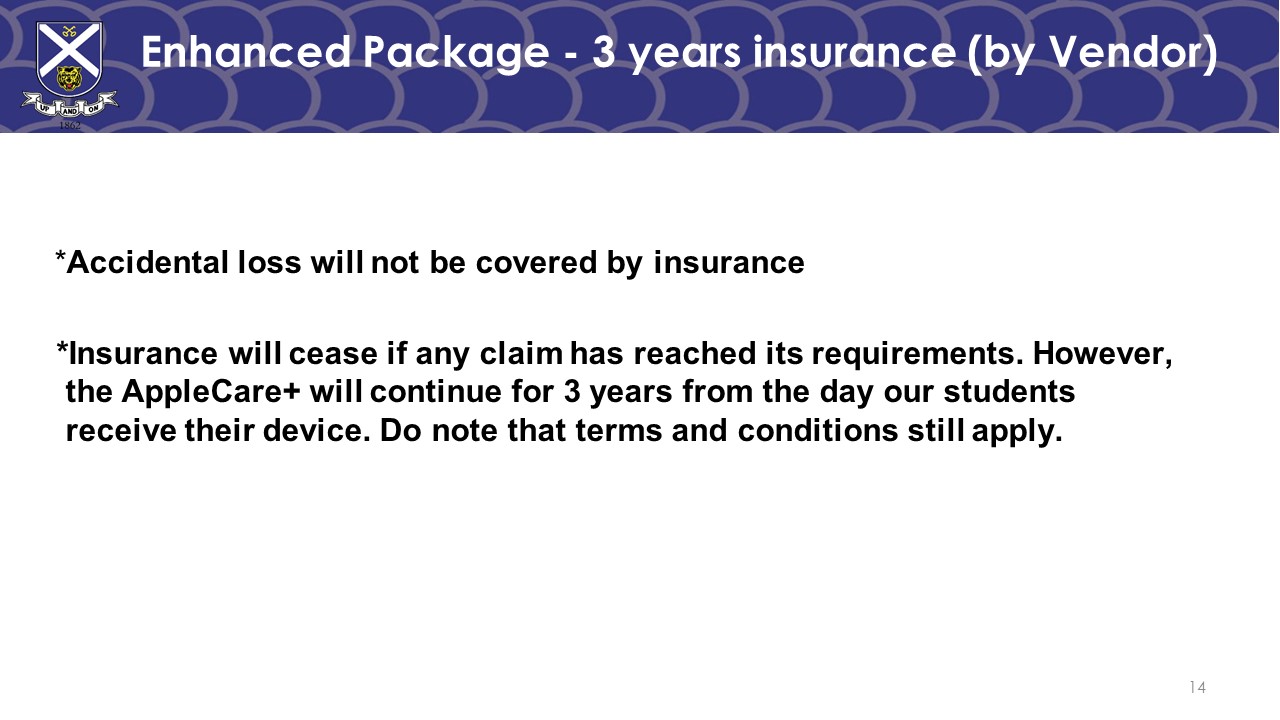 Enhanced Package - 3 years insurance (by Vendor)
UP AND ON
1862
*Accidental loss will not be covered by insurance
*Insurance will cease if any claim has reached its requirements. However,
the AppleCare+ will continue for 3 years from the day our students
receive their device. Do note that terms and conditions still apply.
14